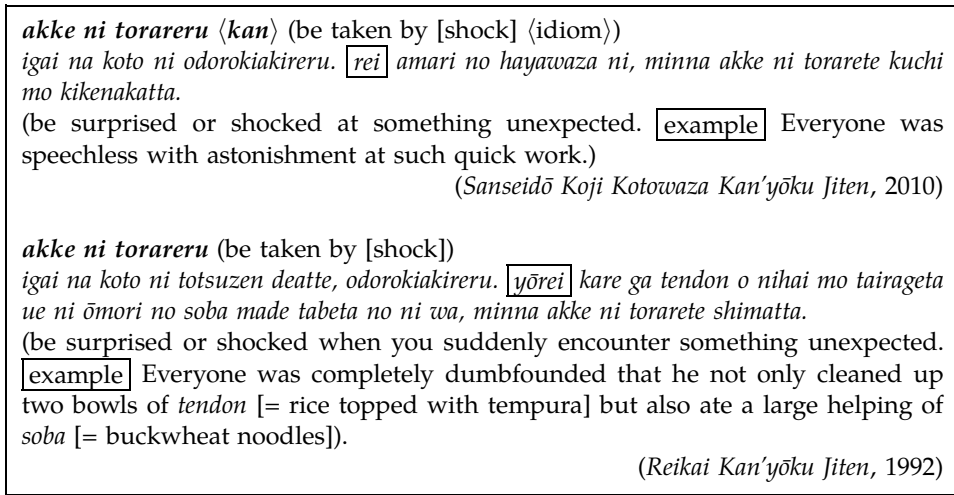 akke ni torareru ⟨kan⟩ (be taken by [shock] ⟨idiom⟩)
igai na koto ni odorokiakireru. rei amari no hayawaza ni, minna akke ni torarete kuchi
mo kikenakatta.
(be surprised or shocked at something unexpected. example Everyone was
speechless with astonishment at such quick work.)
(Sanseidō Koji Kotowaza Kan'yōku Jiten, 2010)
akke ni torareru (be taken by [shock])
igai na koto ni totsuzen deatte, odorokiakireru. yōrei kare ga tendon o nihai mo tairageta
ue ni ōmori no soba made tabeta no ni wa, minna akke ni torarete shimatta.
(be surprised or shocked when you suddenly encounter something unexpected.
example Everyone was completely dumbfounded that he not only cleaned up
two bowls of tendon [= rice topped with tempura] but also ate a large helping of
soba [= buckwheat noodles]).
(Reikai Kan'yōku Jiten, 1992)